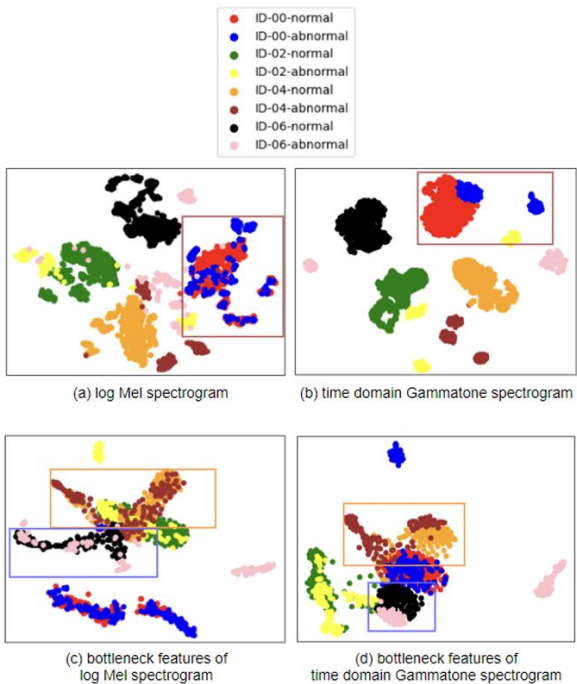 ID-00-normal
ID-00-abnormal
ID-02-normal
ID-02-abnormal
ID-04-normal
ID-04-abnormal
ID-06-normal
ID-06-abnormal
(a) log Mel spectrogram
(b) time domain Gammatone spectrogram
(c) bottleneck features of
log Mel spectrogram
(d) bottleneck features of
time domain Gammatone spectrogram